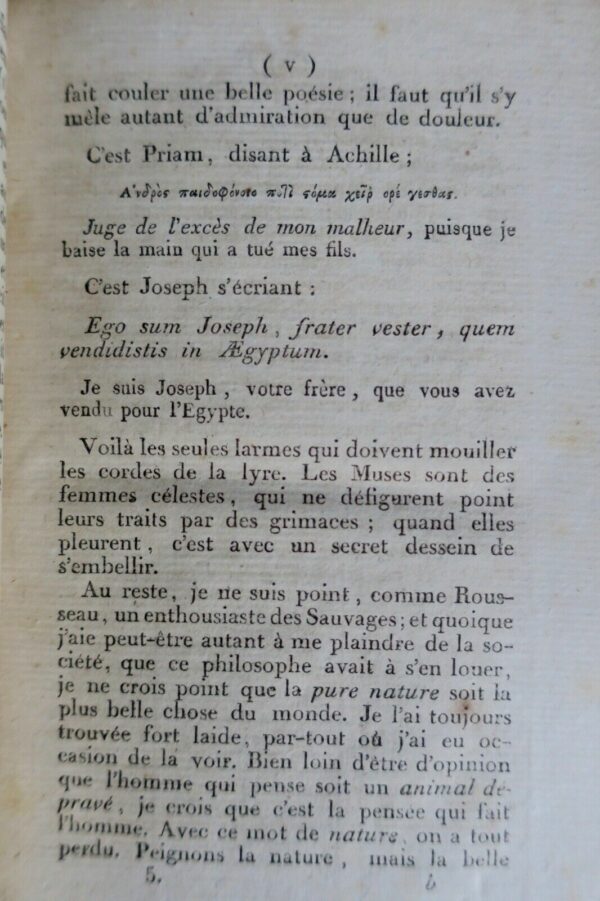 ( v )
fait couler une belle poésie ; il faut qu'il s'y
mêle autant d'admiration que de douleur.
C'est Priam, disant à Achille ;
Α'νδρὸς παιδοφόνοιο ποτὶ στόμα χεῖρ ορέ γεσθαι.
Juge de l'excès de mon malheur, puisque je
baise la main qui a tué mes fils.
C'est Joseph s'écriant :
Ego sum Joseph, frater vester, quem
vendidistis in Ægyptum.
Je suis Joseph, votre frère, que vous avez
vendu pour l'Egypte.
Voilà les seules larmes qui doivent mouiller
les cordes de la lyre. Les Muses sont des
femmes célestes, qui ne défigurent point
leurs traits par des grimaces ; quand elles
pleurent, c'est avec un secret dessein de
s'embellir.
Au reste, je ne suis point, comme Rous-
seau, un enthousiaste des Sauvages ; et quoique
j'aie peut-être autant à me plaindre de la so-
ciété, que ce philosophe avait à s'en louer,
je ne crois point que la pure nature soit la
plus belle chose du monde. Je l'ai toujours
trouvée fort laide, par-tout où j'ai eu oc-
casion de la voir. Bien loin d'être d'opinion
que l'homme qui pense soit un animal dé-
pravé, je crois que c'est la pensée qui fait
l'homme. Avec ce mot de nature, on a tout
perdu. Peignons la nature, mais la belle
5. b